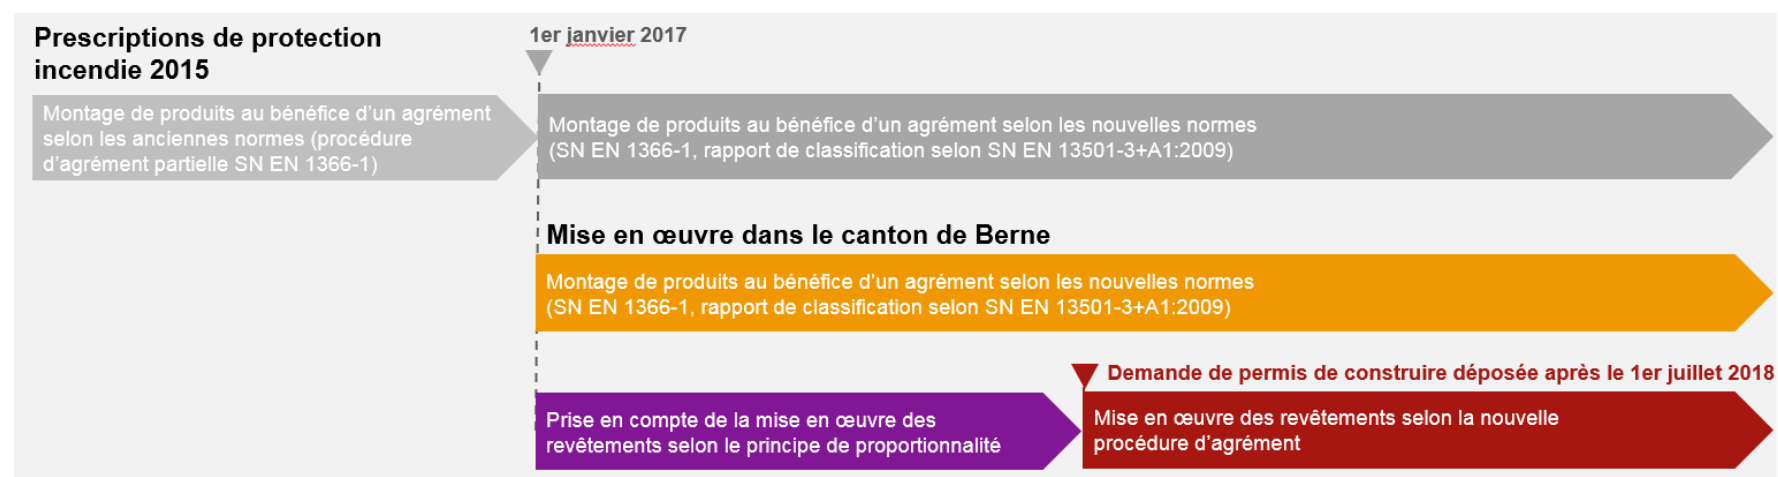 Prescriptions de protection
incendie 2015
1er janvier 2017
Montage de produits au bénéfice d'un agrément
selon les anciennes normes (procédure
d'agrément partielle SN EN 1366-1)
Montage de produits au bénéfice d'un agrément selon les nouvelles normes
(SN EN 1366-1, rapport de classification selon SN EN 13501-3+A1:2009)
Mise en œuvre dans le canton de Berne
Montage de produits au bénéfice d'un agrément selon les nouvelles normes
(SN EN 1366-1, rapport de classification selon SN EN 13501-3+A1:2009)
Demande de permis de construire déposée après le 1er juillet 2018
Prise en compte de la mise en œuvre des
revêtements selon le principe de proportionnalité
Mise en œuvre des revêtements selon la nouvelle
procédure d'agrément